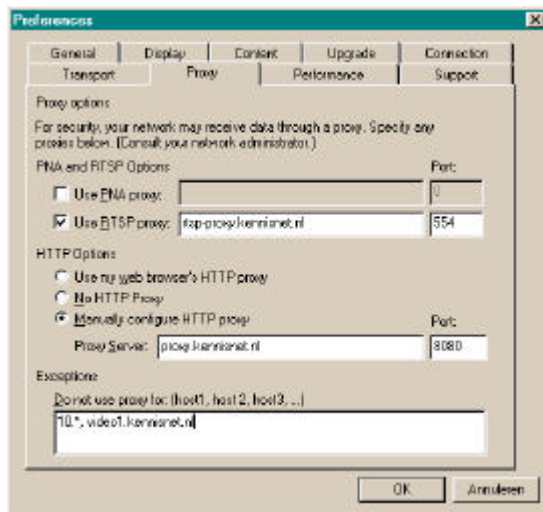 Preferences
General Display Content Upgrade Connection
Transport Proxy Performance Support
Proxy options
For security, your network may receive data through a proxy. Specify any
proxies below. (Consult your network administrator.)
PNA and RTSP Options Port:
Use PNA proxy: 0
Use RTSP proxy: rtsp-proxy.kennisnet.nl 554
HTTP Options
Use my web browser's HTTP proxy
No HTTP Proxy
Manually configure HTTP proxy Port:
Proxy Server: proxy.kennisnet.nl 8080
Exceptions
Do not use proxy for: (host1, host2, host3, ...)
10.*, video1.kennisnet.nl
OK Annuleren